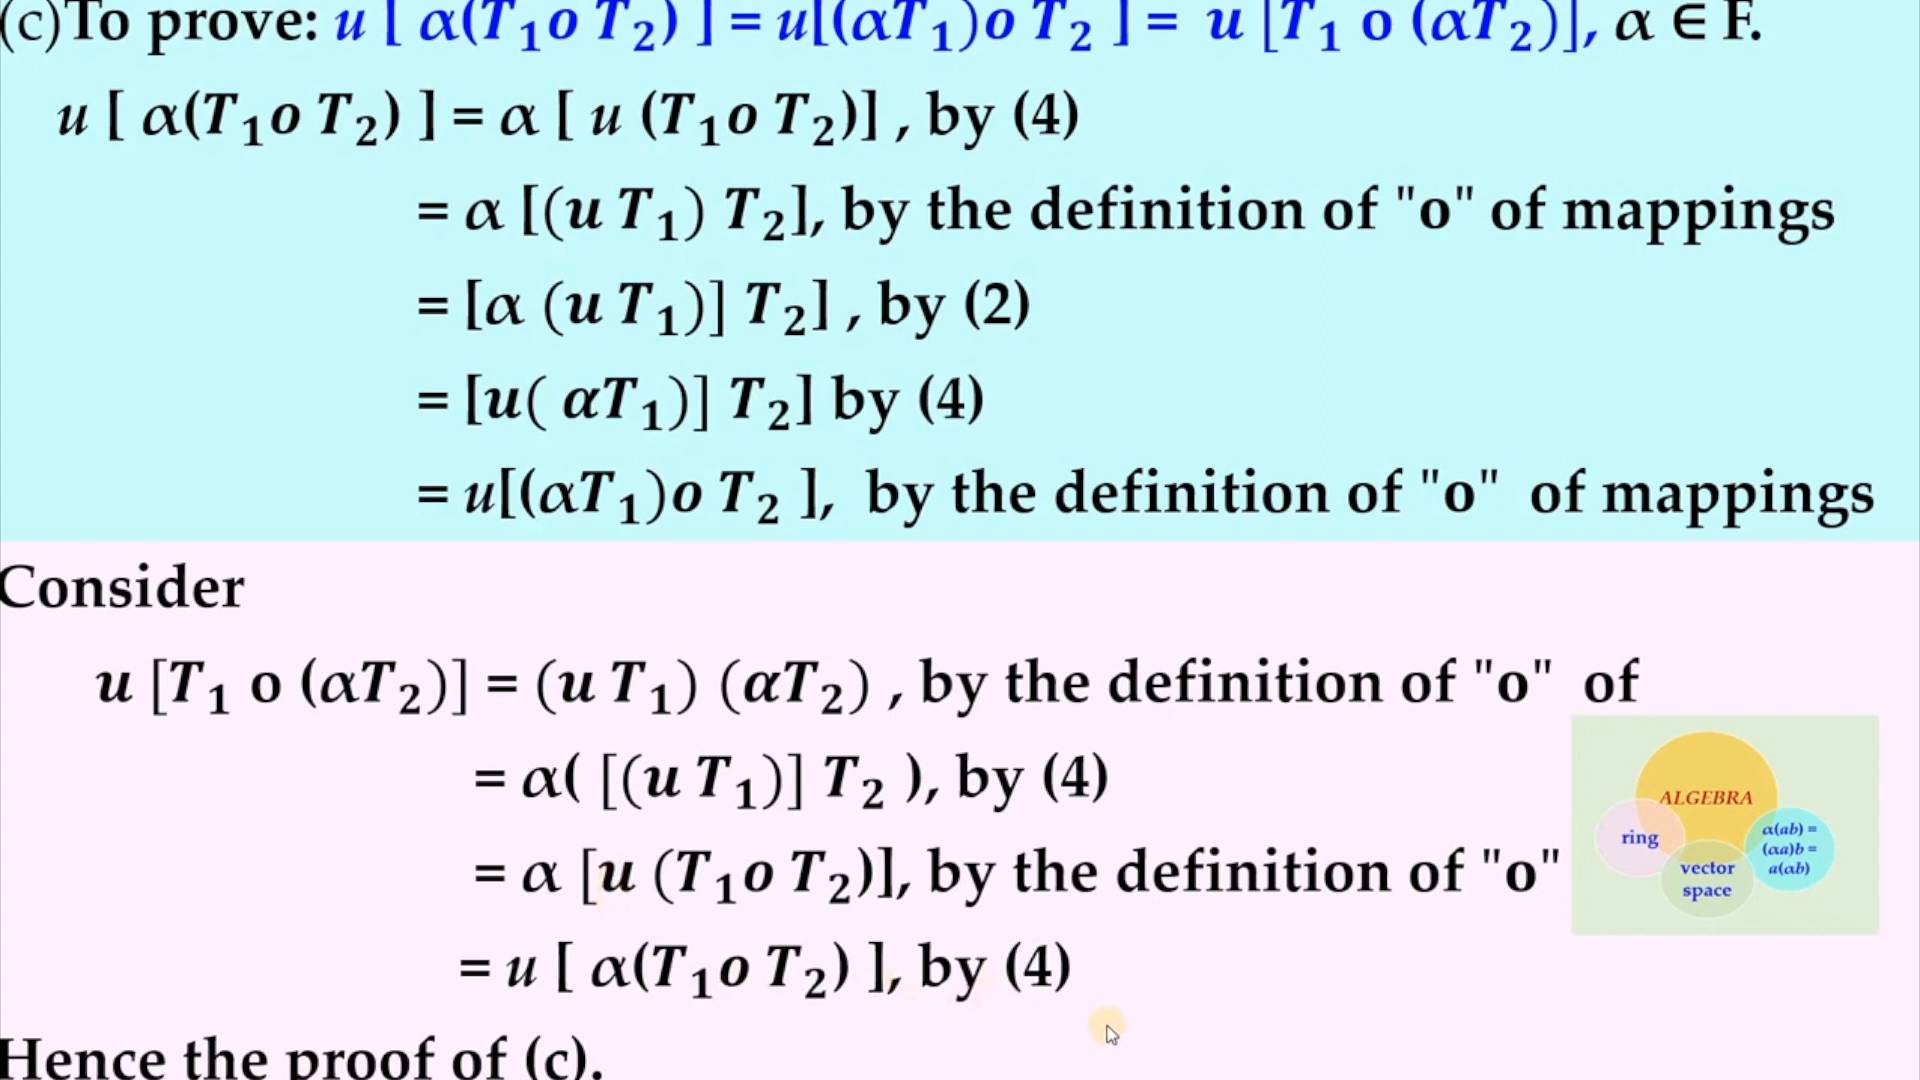 (c)To prove: u [ α(T₁o T₂) ] = u[(αT₁)o T₂ ] = u [T₁ o (αT₂)], α ∈ F.
u [ α(T₁o T₂) ] = α [ u (T₁o T₂)] , by (4)
= α [(u T₁) T₂], by the definition of "o" of mappings
= [α (u T₁)] T₂] , by (2)
= [u( αT₁)] T₂] by (4)
= u[(αT₁)o T₂ ], by the definition of "o" of mappings
Consider
u [T₁ o (αT₂)] = (u T₁) (αT₂) , by the definition of "o" of
= α( [(u T₁)] T₂ ), by (4)
= α [u (T₁o T₂)], by the definition of "o"
= u [ α(T₁o T₂) ], by (4)
Hence the proof of (c).
ALGEBRA
ring
vector
space
α(ab) =
(αa)b =
a(αb)